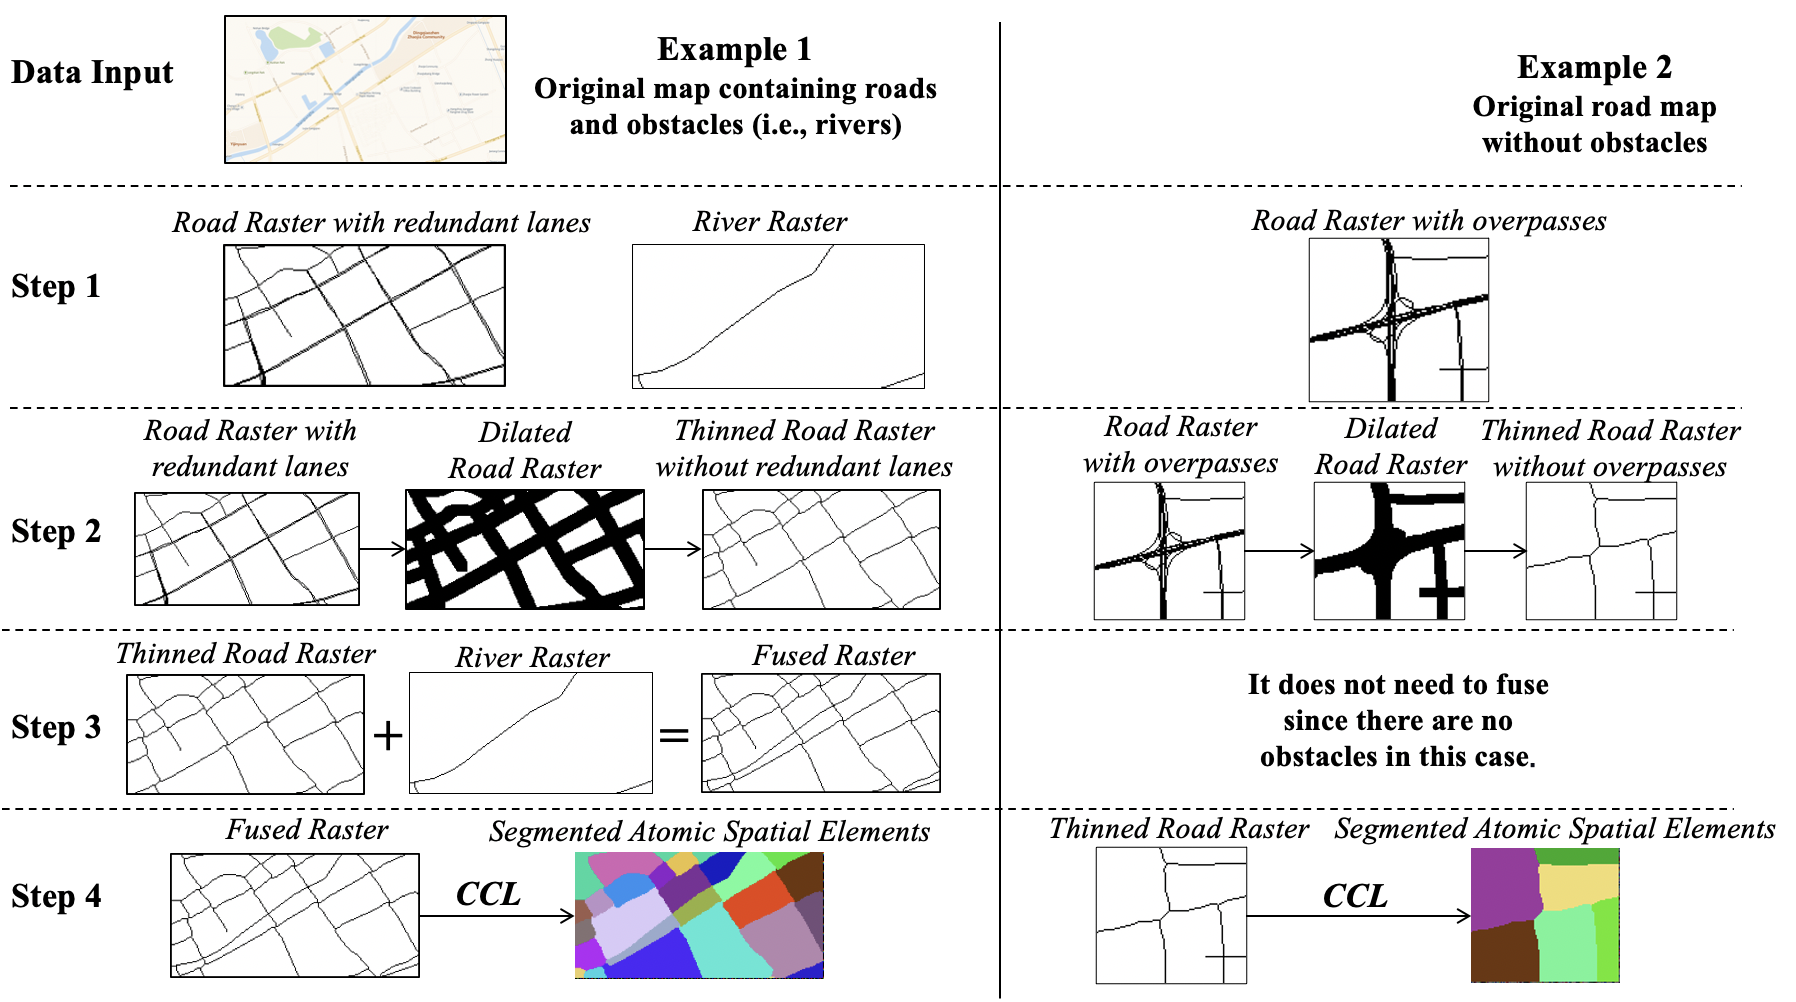 Data Input
Example 1
Original map containing roads
and obstacles (i.e., rivers)
Example 2
Original road map
without obstacles
Step 1
Road Raster with redundant lanes
River Raster
Road Raster with overpasses
Step 2
Road Raster with
redundant lanes
Dilated
Road Raster
Thinned Road Raster
without redundant lanes
Road Raster
with overpasses
Dilated
Road Raster
Thinned Road Raster
without overpasses
Step 3
Thinned Road Raster
+
River Raster
=
Fused Raster
It does not need to fuse
since there are no
obstacles in this case.
Step 4
Fused Raster
CCL
Segmented Atomic Spatial Elements
Thinned Road Raster
CCL
Segmented Atomic Spatial Elements